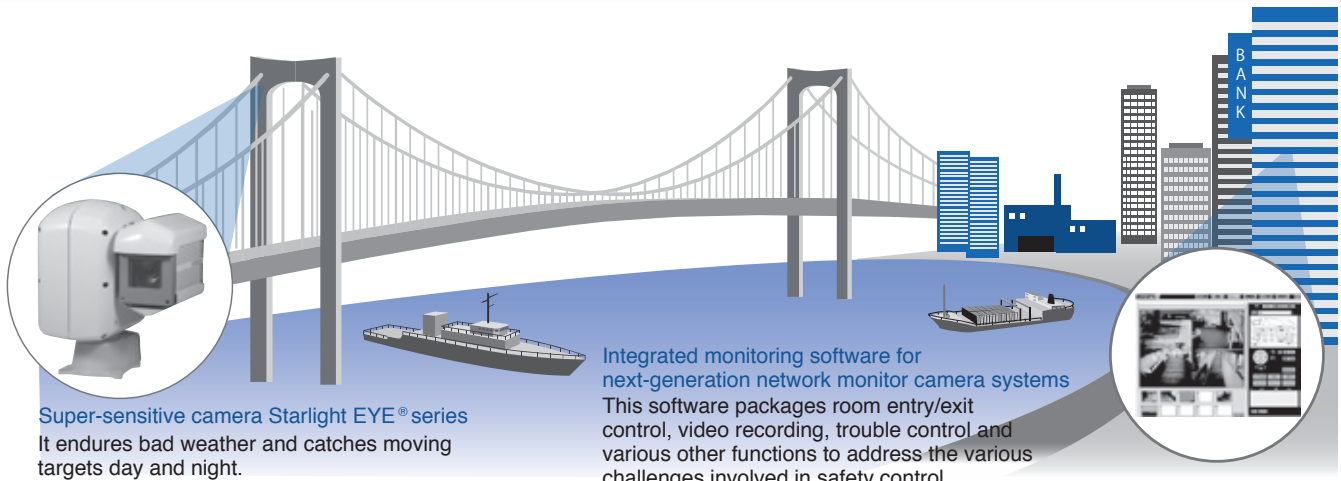 BANK
Super-sensitive camera Starlight EYE® series
It endures bad weather and catches moving
targets day and night.
Integrated monitoring software for
next-generation network monitor camera systems
This software packages room entry/exit
control, video recording, trouble control and
various other functions to address the various
challenges involved in safety control.